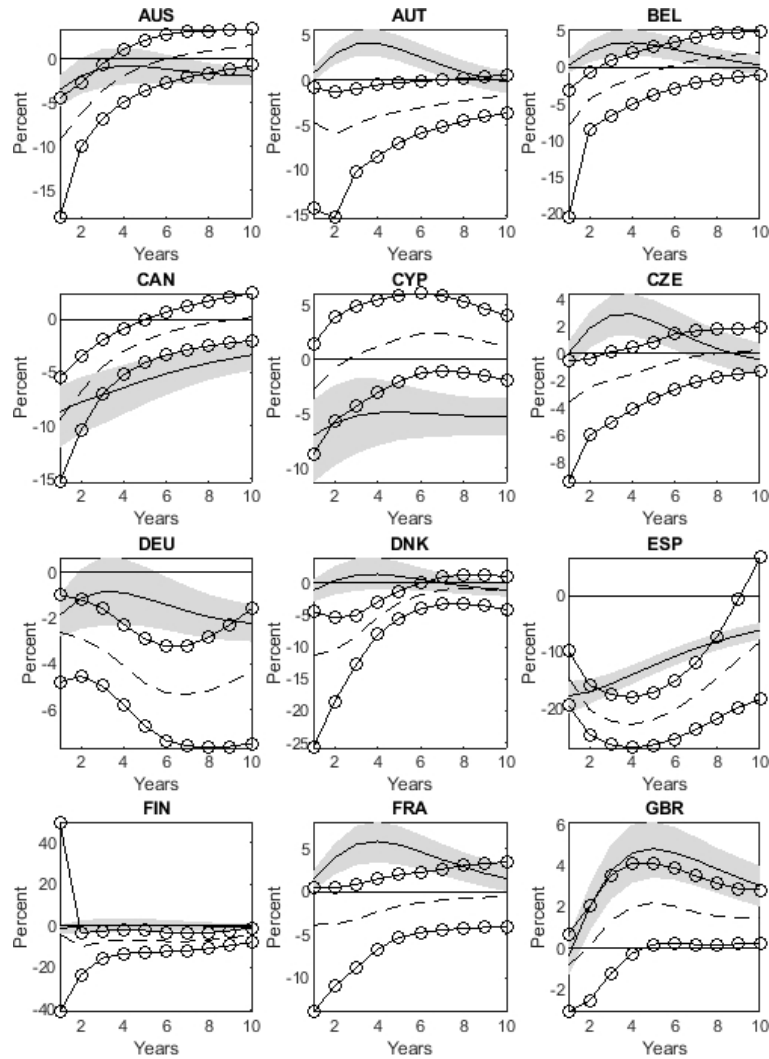 AUS
0
-5
-10
-15
Percent
2 4 6 8 10
Years
AUT
5
0
-5
-10
-15
Percent
2 4 6 8 10
Years
BEL
5
0
-5
-10
-15
-20
Percent
2 4 6 8 10
Years
CAN
0
-5
-10
-15
Percent
2 4 6 8 10
Years
CYP
5
0
-5
-10
Percent
2 4 6 8 10
Years
CZE
4
2
0
-2
-4
-6
-8
Percent
2 4 6 8 10
Years
DEU
0
-2
-4
-6
Percent
2 4 6 8 10
Years
DNK
5
0
-5
-10
-15
-20
-25
Percent
2 4 6 8 10
Years
ESP
0
-10
-20
Percent
2 4 6 8 10
Years
FIN
40
20
0
-20
-40
Percent
2 4 6 8 10
Years
FRA
5
0
-5
-10
Percent
2 4 6 8 10
Years
GBR
6
4
2
0
-2
Percent
2 4 6 8 10
Years